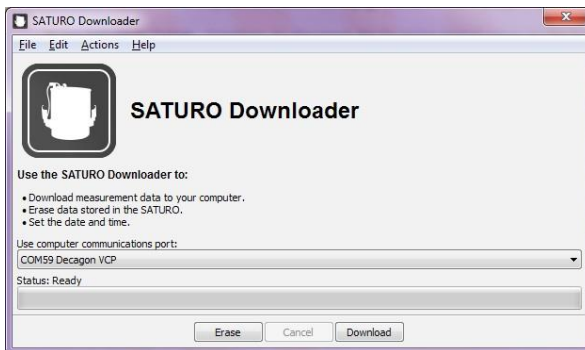 SATURO Downloader
File Edit Actions Help
SATURO Downloader
Use the SATURO Downloader to:
• Download measurement data to your computer.
• Erase data stored in the SATURO.
• Set the date and time.
Use computer communications port:
COM59 Decagon VCP
Status: Ready
Erase Cancel Download